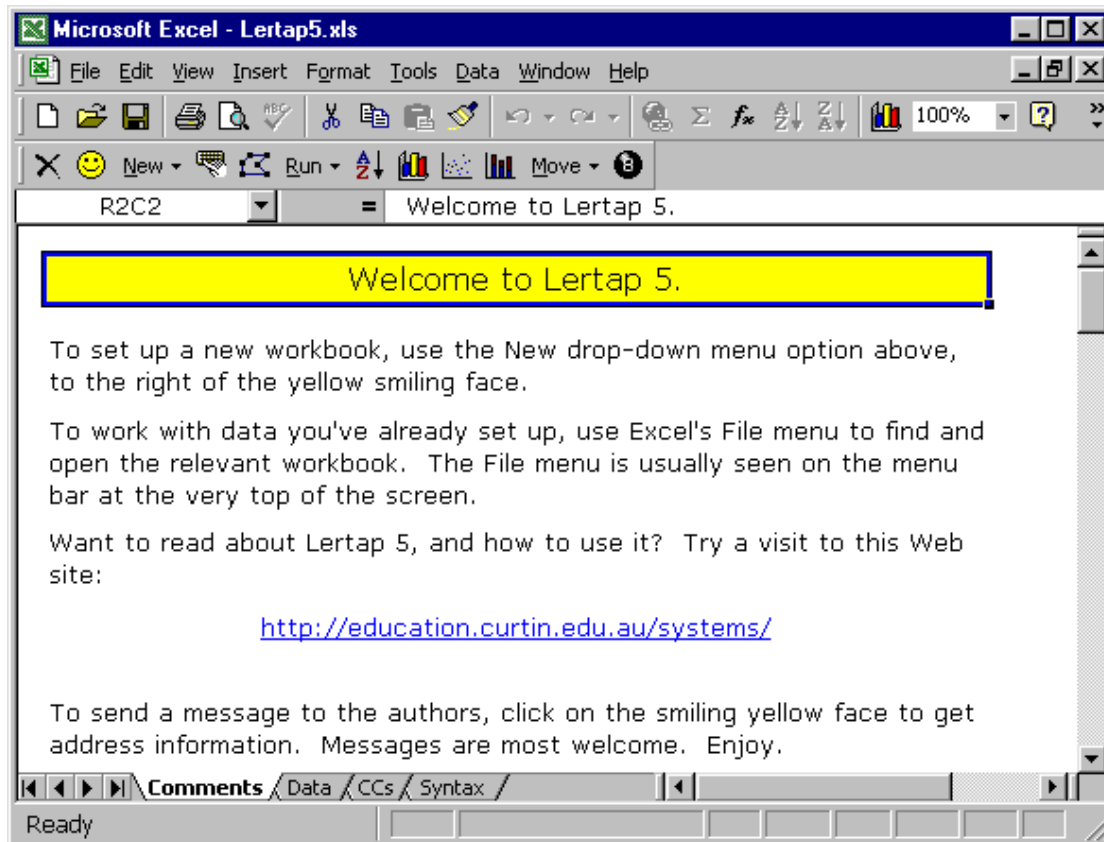 Microsoft Excel - Lertap5.xls
File Edit View Insert Format Tools Data Window Help
100%
New Run Move 8
R2C2 = Welcome to Lertap 5.
Welcome to Lertap 5.
To set up a new workbook, use the New drop-down menu option above,
to the right of the yellow smiling face.
To work with data you've already set up, use Excel's File menu to find and
open the relevant workbook.  The File menu is usually seen on the menu
bar at the very top of the screen.
Want to read about Lertap 5, and how to use it?  Try a visit to this Web
site:
http://education.curtin.edu.au/systems/
To send a message to the authors, click on the smiling yellow face to get
address information.  Messages are most welcome.  Enjoy.
Comments Data CCs Syntax
Ready